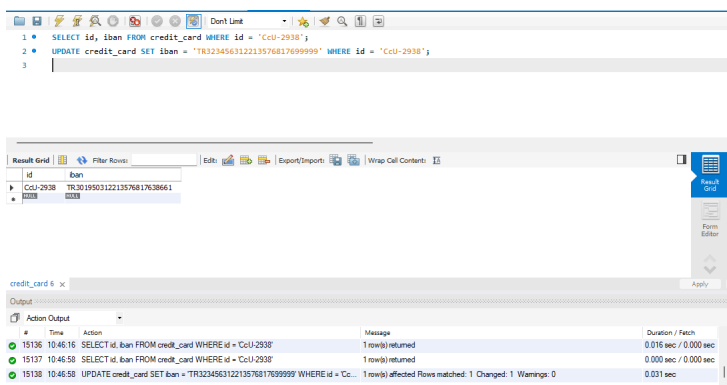 Don't Limit
1 SELECT id, iban FROM credit_card WHERE id = 'CcU-2938';
2 UPDATE credit_card SET iban = 'TR323456312213576817699999' WHERE id = 'CcU-2938';
3
Result Grid Filter Rows: Edit: Export/Import: Wrap Cell Content:
id iban
CcU-2938 TR301950312213576817638661
NULL NULL
Result Grid
Form Editor
credit_card 6 Apply
Output
Action Output
# Time Action Message Duration / Fetch
15136 10:46:16 SELECT id, iban FROM credit_card WHERE id = 'CcU-2938' 1 row(s) returned 0.016 sec / 0.000 sec
15137 10:46:58 SELECT id, iban FROM credit_card WHERE id = 'CcU-2938' 1 row(s) returned 0.000 sec / 0.000 sec
15138 10:46:58 UPDATE credit_card SET iban = 'TR323456312213576817699999' WHERE id = 'Cc... 1 row(s) affected Rows matched: 1 Changed: 1 Warnings: 0 0.031 sec